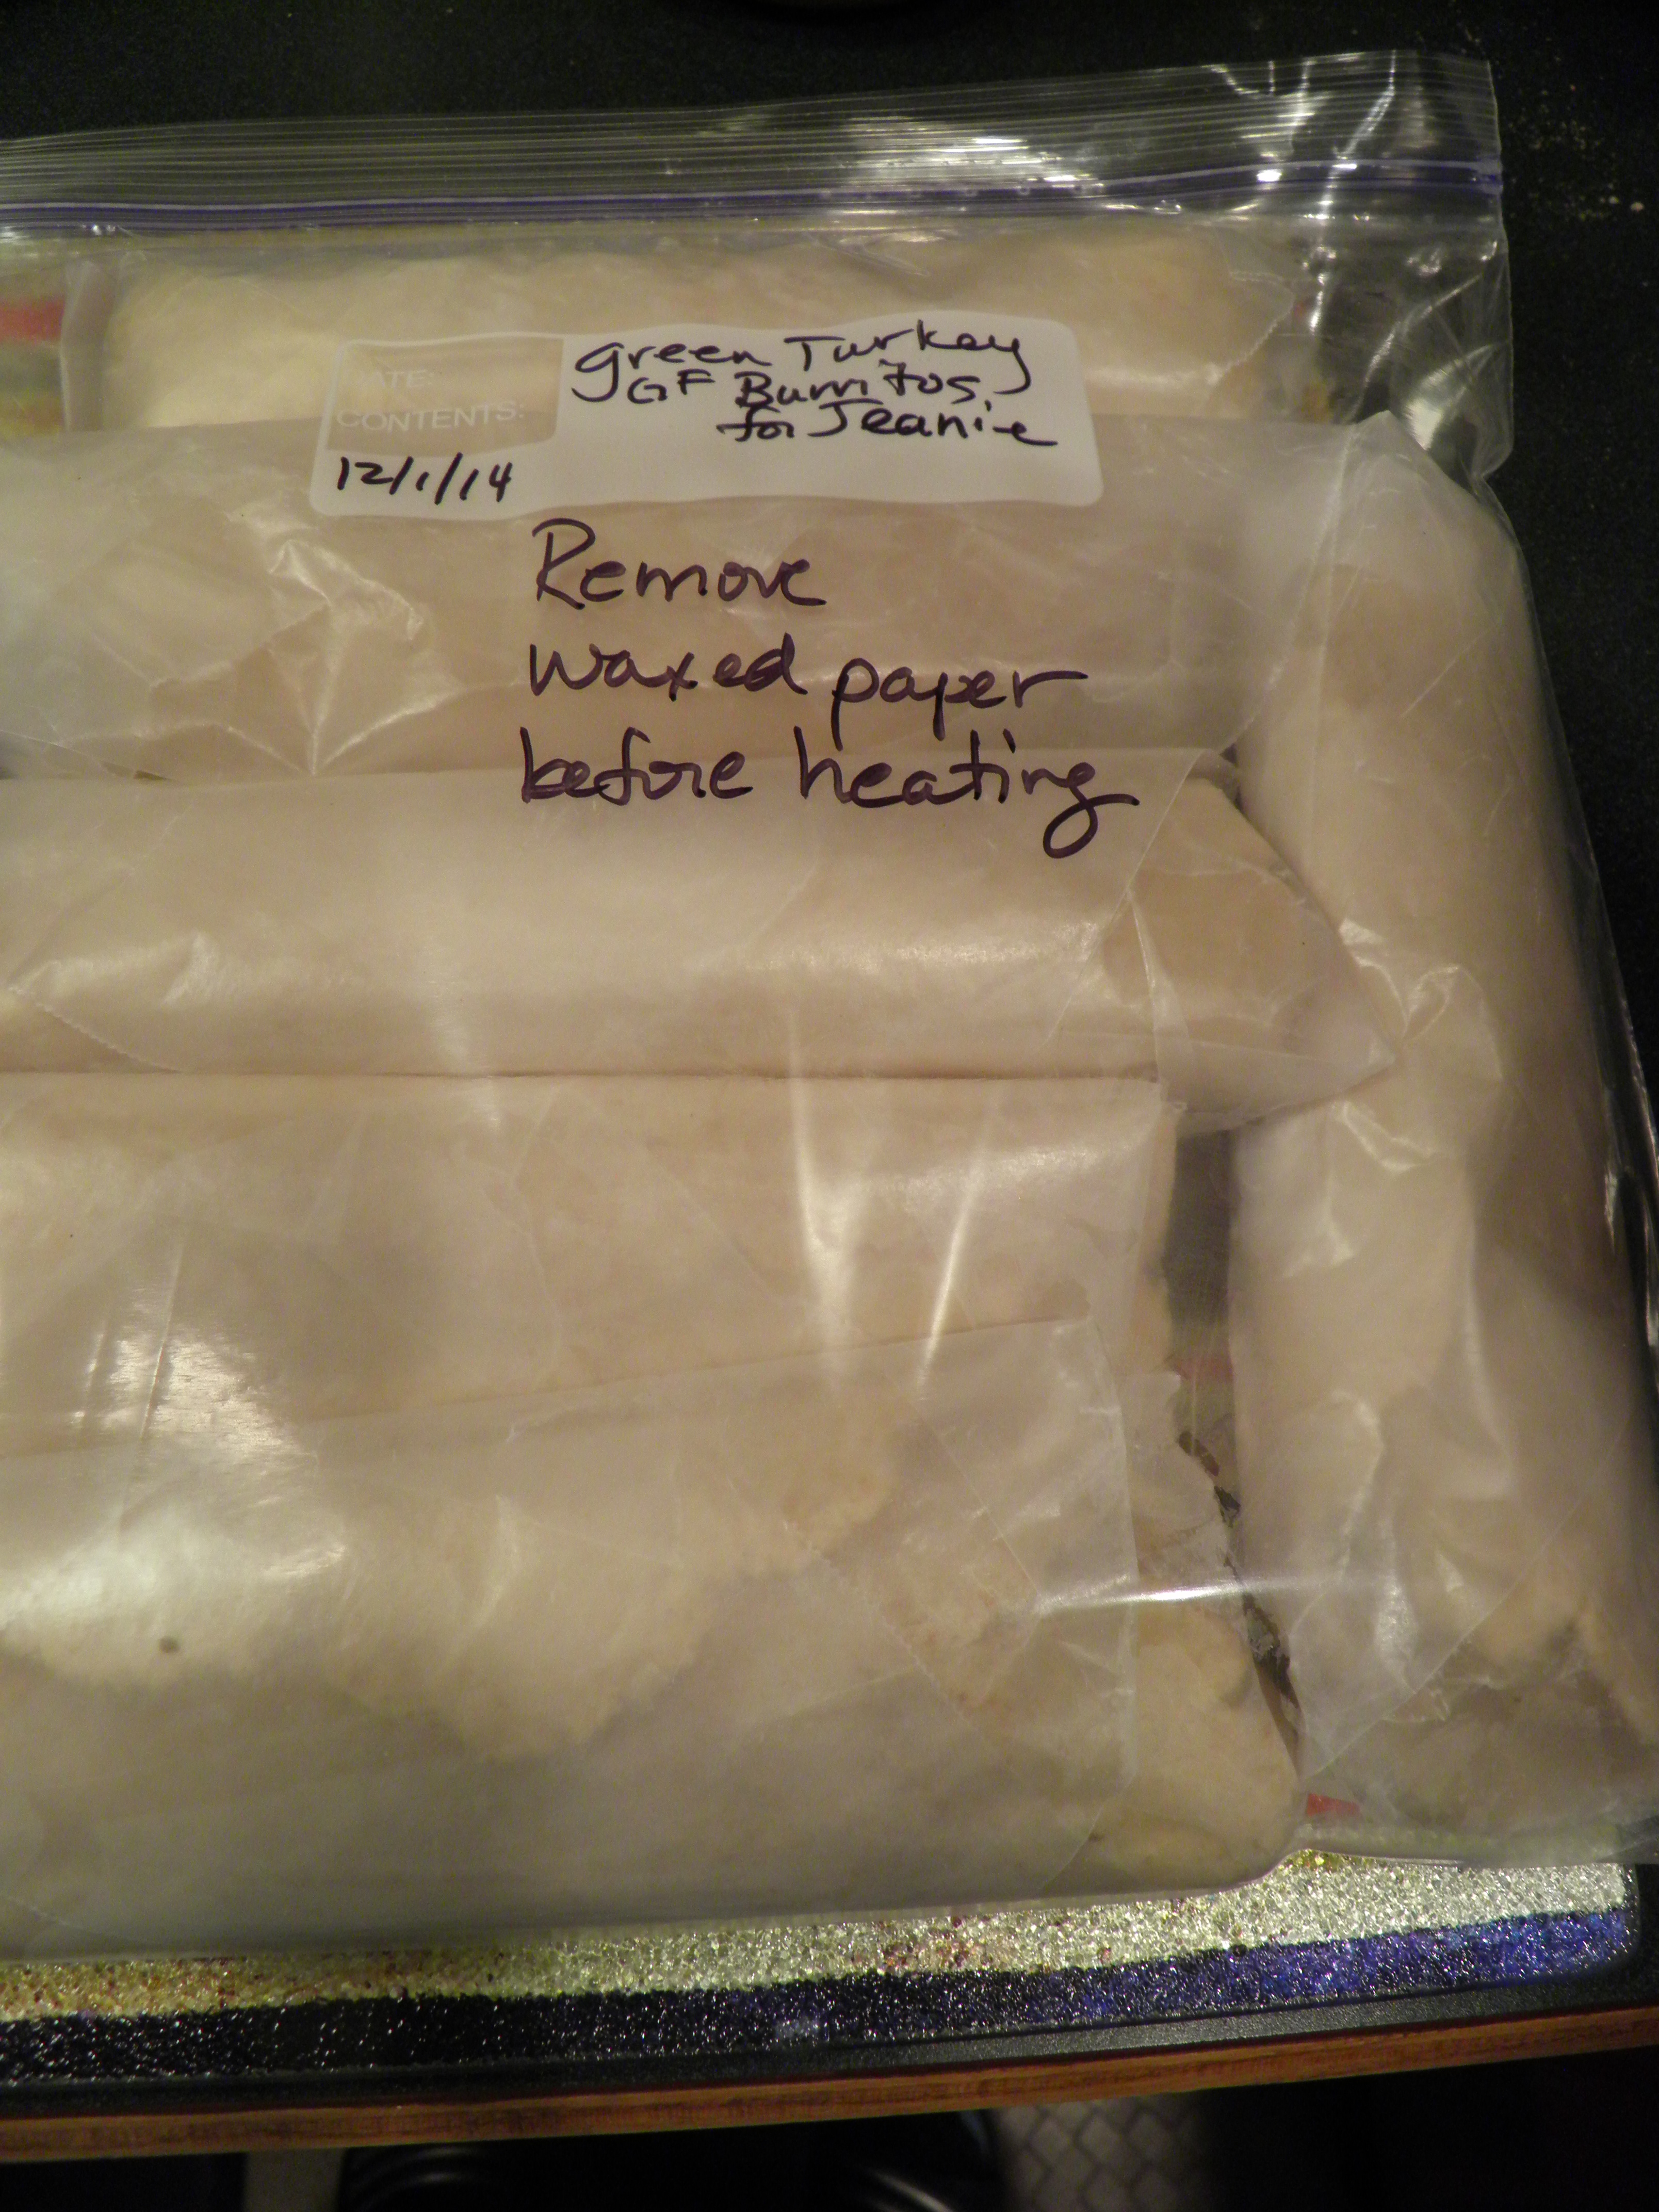 DATE:
CONTENTS:
green Turkey
GF Burritos
for Jeanie
12/1/14
Remove
waxed paper
before heating